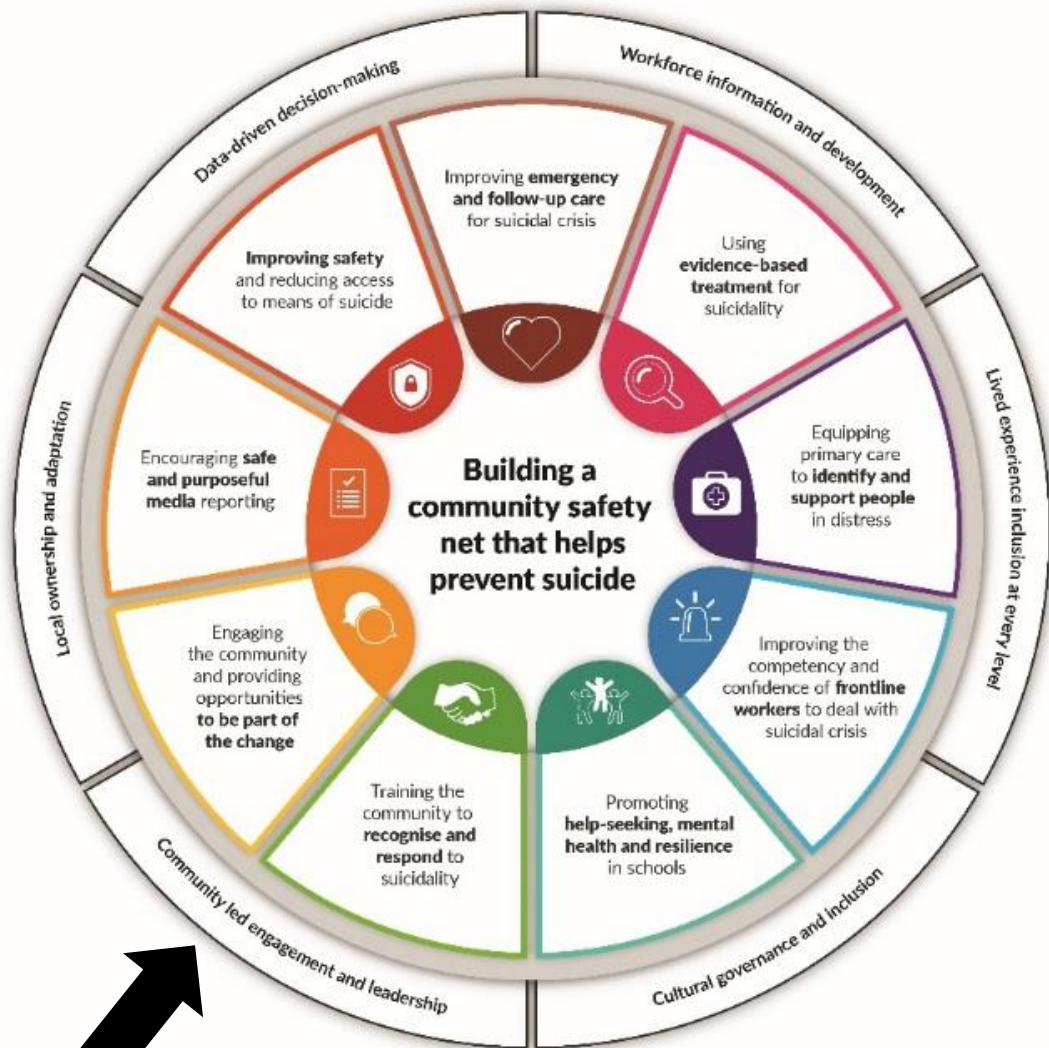 Data-driven decision-making
Workforce information and development
Lived experience inclusion at every level
Cultural governance and inclusion
Community led engagement and leadership
Local ownership and adaptation
Improving emergency
and follow-up care
for suicidal crisis
Using
evidence-based
treatment for
suicidality
Equipping
primary care
to identify and
support people
in distress
Improving the
competency and
confidence of frontline
workers to deal with
suicidal crisis
Promoting
help-seeking, mental
health and resilience
in schools
Training the
community to
recognise and
respond to
suicidality
Engaging
the community
and providing
opportunities
to be part of
the change
Encouraging safe
and purposeful
media reporting
Improving safety
and reducing access
to means of suicide
Building a
community safety
net that helps
prevent suicide